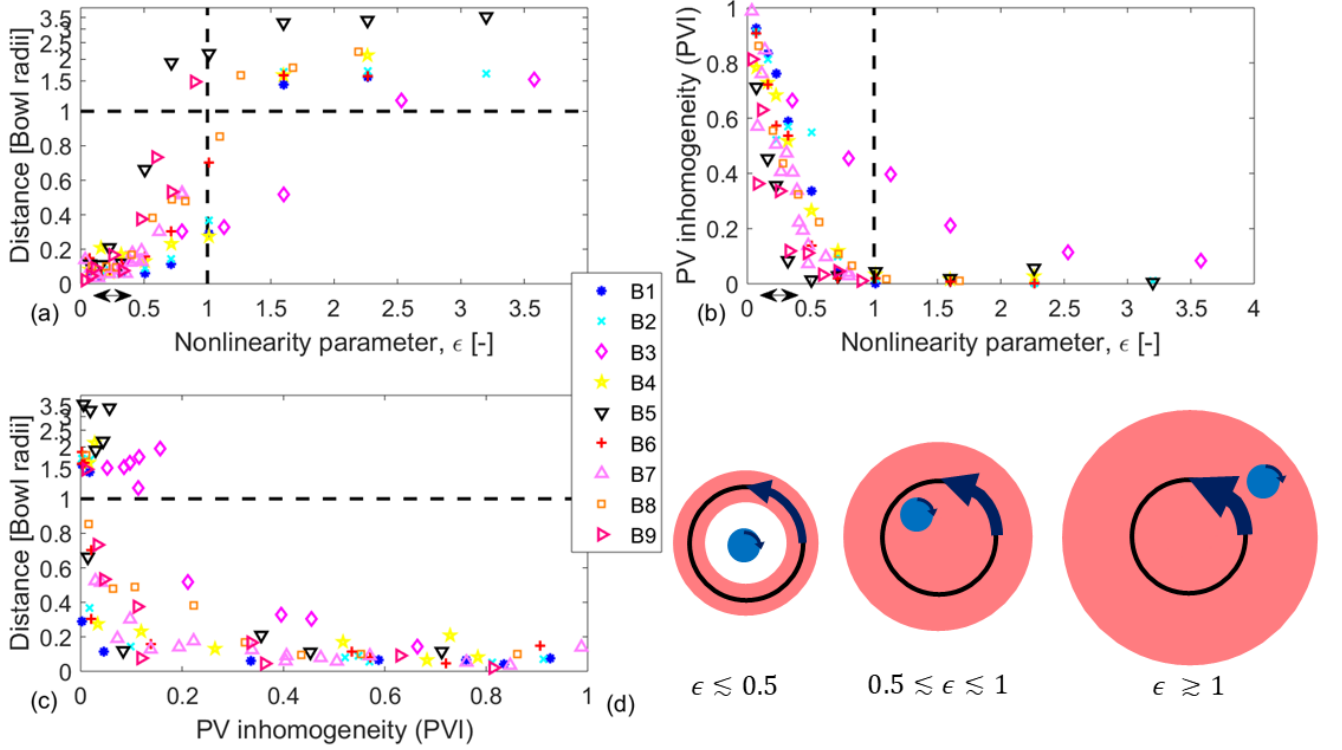 3.5
2.5
2
1.5
1
0.8
0.6
0.4
0.2
0
Distance [Bowl radii]
0 0.5 1 1.5 2 2.5 3 3.5
(a)
Nonlinearity parameter, ϵ [-]
1
0.8
0.6
0.4
0.2
0
PV inhomogeneity (PVI)
0 0.5 1 1.5 2 2.5 3 3.5 4
(b)
Nonlinearity parameter, ϵ [-]
B1
B2
B3
B4
B5
B6
B7
B8
B9
3.5
2.5
2
1.5
1
0.8
0.6
0.4
0.2
0
Distance [Bowl radii]
0 0.2 0.4 0.6 0.8 1
(c)
PV inhomogeneity (PVI)
(d)
ϵ ≲ 0.5
0.5 ≲ ϵ ≲ 1
ϵ ≳ 1